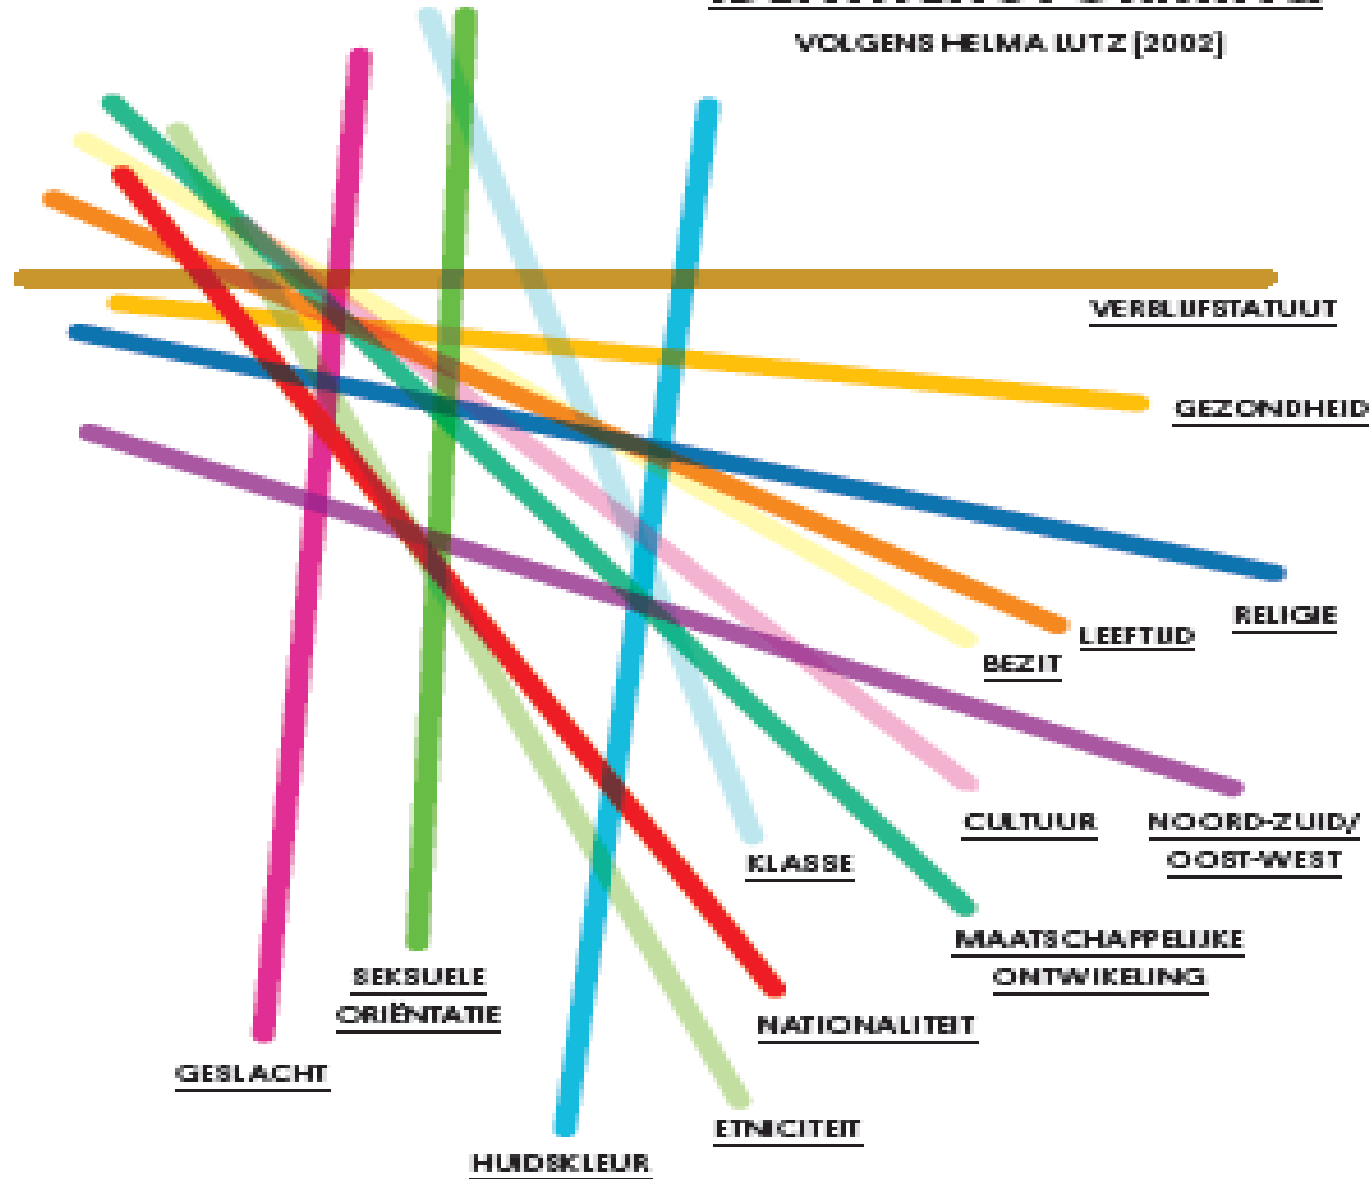 VOLGENS HELMA LUTZ [2002]
VERBLIJFSTATUUT
GEZONDHEID
RELIGIE
LEEFTIJD
BEZIT
CULTUUR
NOORD-ZUID/
OOST-WEST
KLASSE
MAATSCHAPPELIJKE
ONTWIKELING
SEKSUELE
ORIËNTATIE
NATIONALITEIT
GESLACHT
ETNICITEIT
HUIDSKLEUR